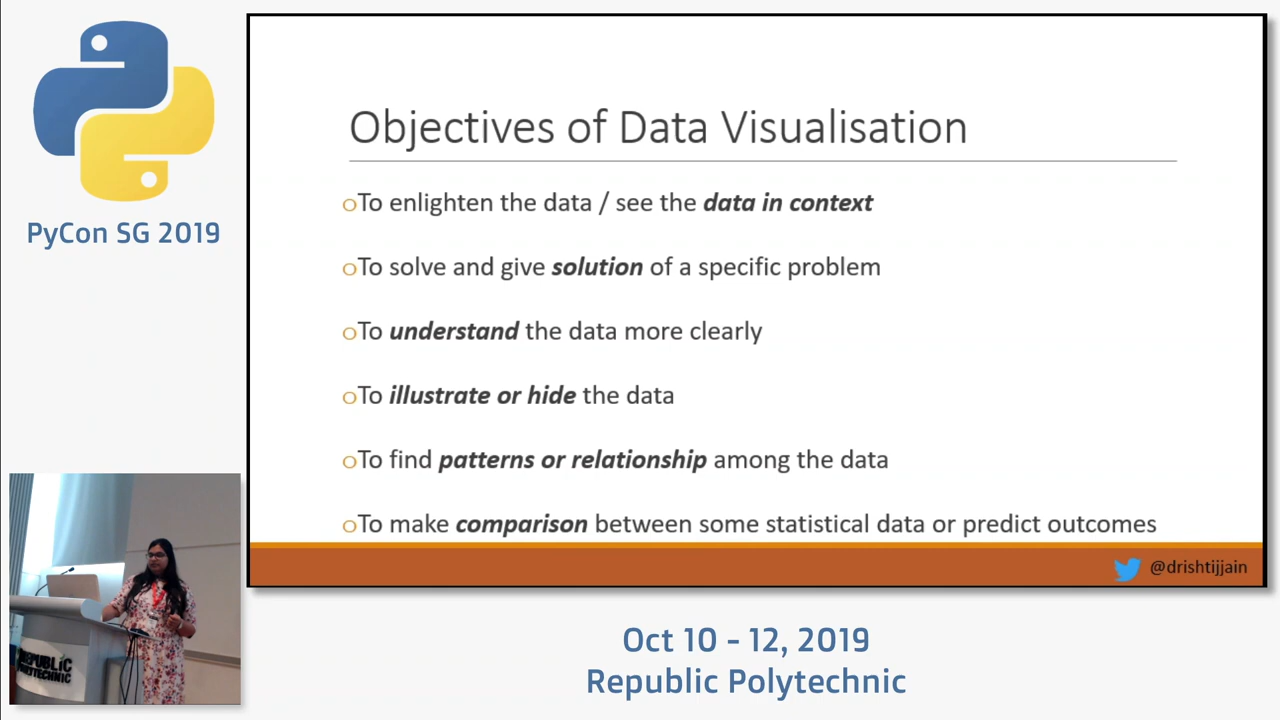 PyCon SG 2019
Objectives of Data Visualisation
oTo enlighten the data / see the data in context
oTo solve and give solution of a specific problem
oTo understand the data more clearly
oTo illustrate or hide the data
oTo find patterns or relationship among the data
oTo make comparison between some statistical data or predict outcomes
@drishtijjain
REPUBLIC
POLYTECHNIC
Oct 10 - 12, 2019
Republic Polytechnic